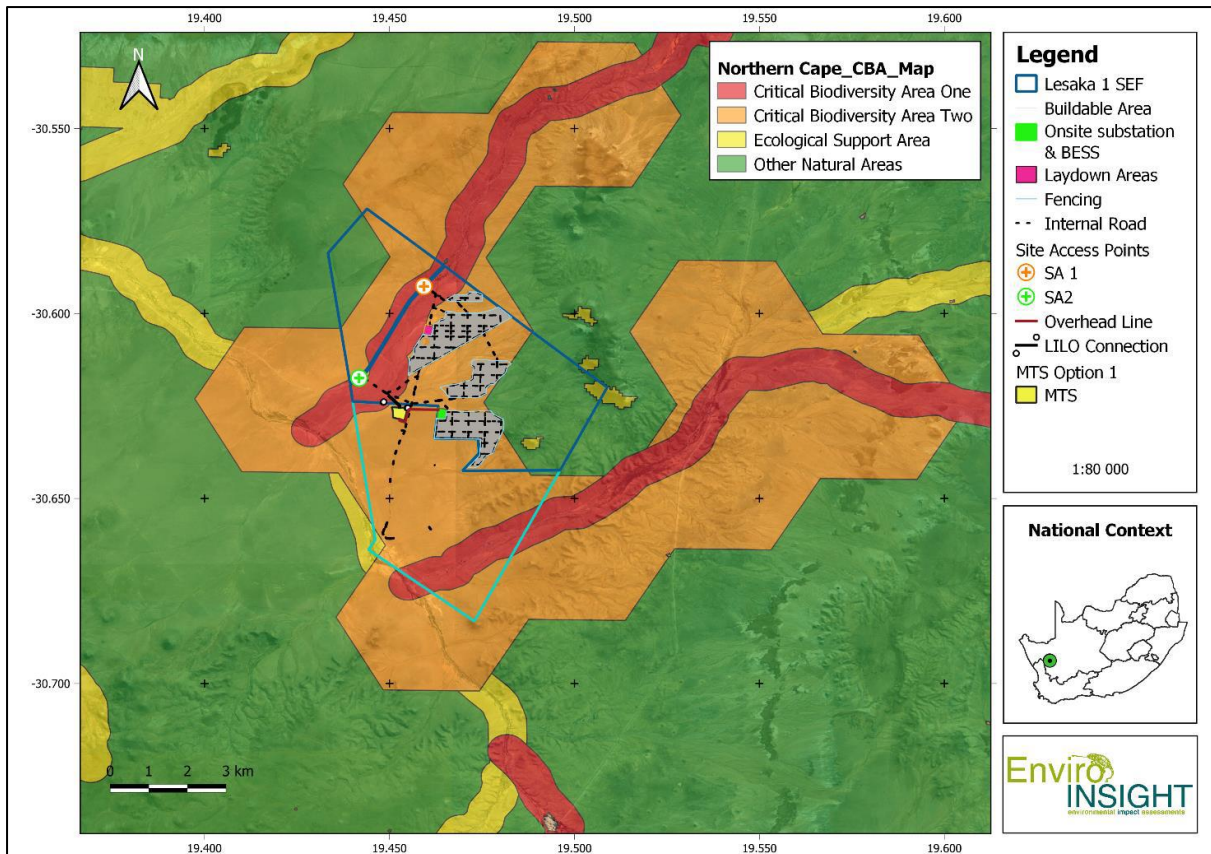 19.400 19.450 19.500 19.550 19.600
N
-30.550
-30.600
-30.650
-30.700
Northern Cape_CBA_Map
Critical Biodiversity Area One
Critical Biodiversity Area Two
Ecological Support Area
Other Natural Areas
0 1 2 3 km
19.400 19.450 19.500 19.550 19.600
Legend
Lesaka 1 SEF
Buildable Area
Onsite substation
& BESS
Laydown Areas
Fencing
Internal Road
Site Access Points
SA 1
SA2
Overhead Line
LILO Connection
MTS Option 1
MTS
1:80 000
National Context
Enviro
INSIGHT
environmental impact assessments